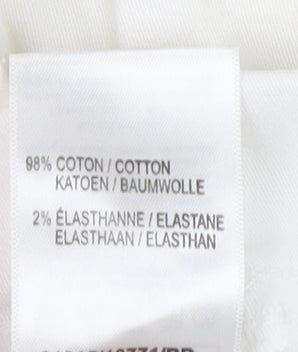 98% COTON / COTTON
KATOEN / BAUMWOLLE
2% ÉLASTHANNE / ELASTANE
ELASTHAAN / ELASTHAN